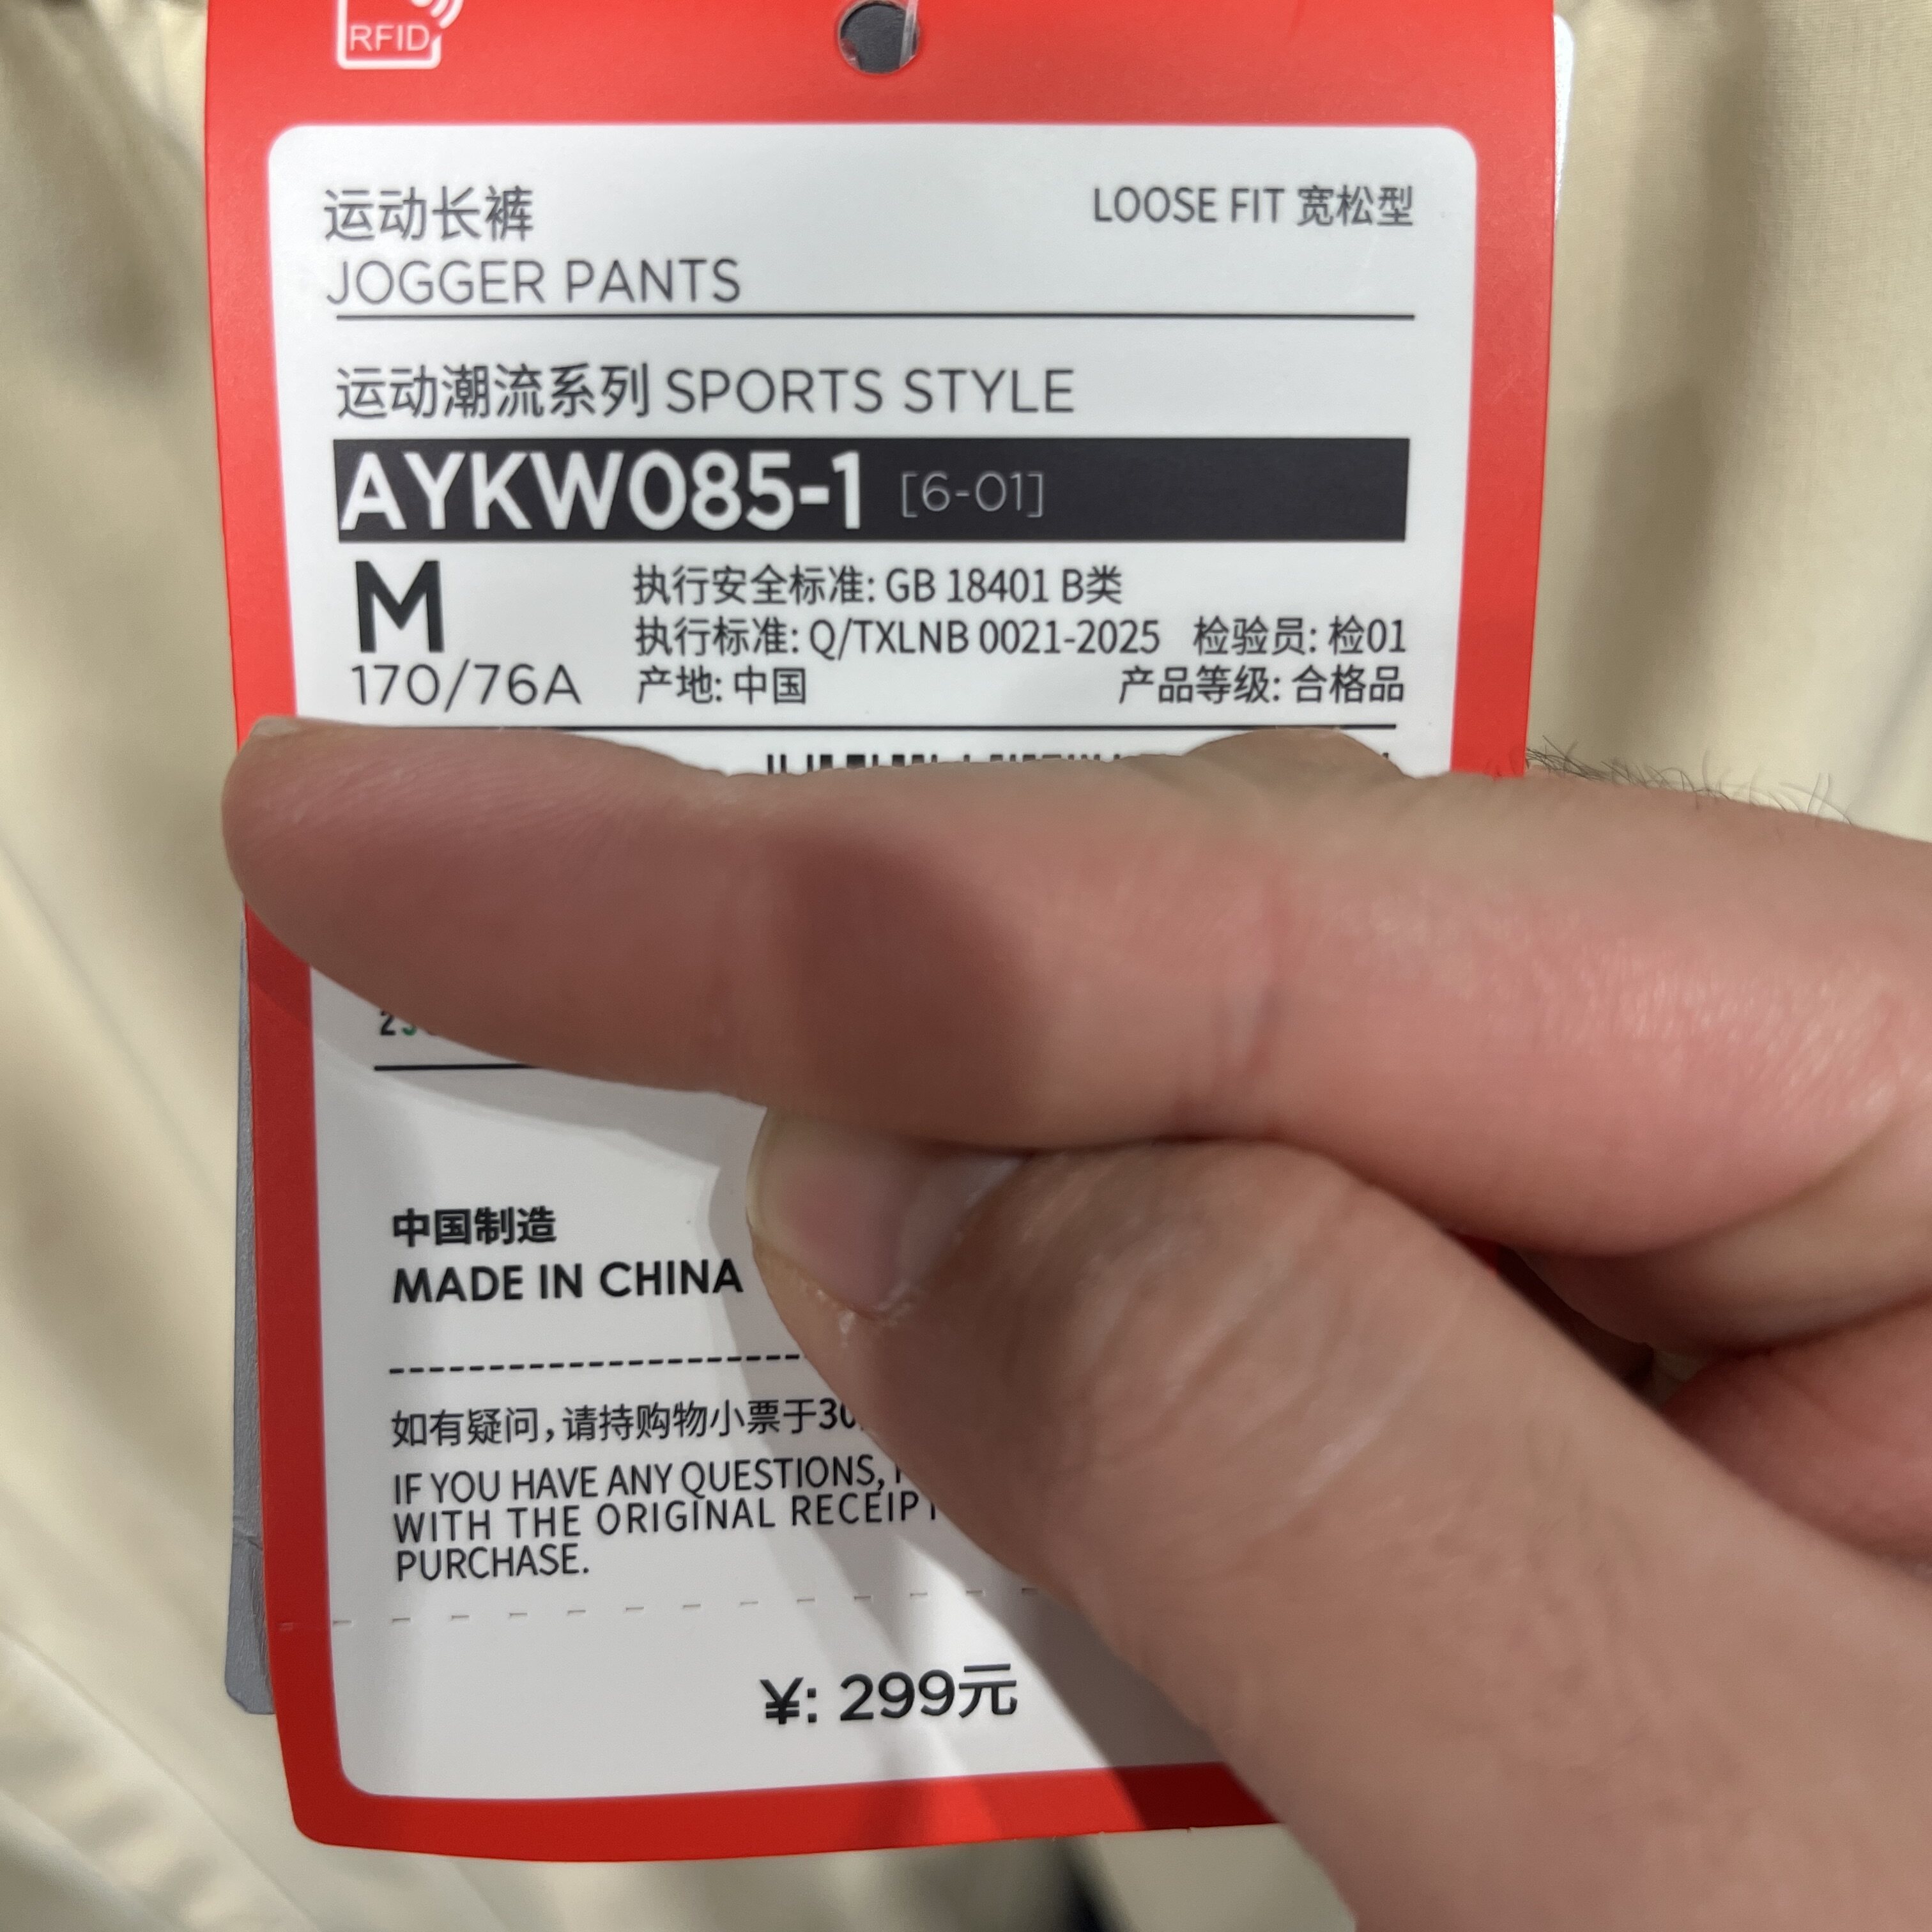 RFID
运动长裤
LOOSE FIT 宽松型
JOGGER PANTS
运动潮流系列 SPORTS STYLE
AYKW085-1 [6-01]
M
170/76A
执行安全标准: GB 18401 B类
执行标准: Q/TXLNB 0021-2025 检验员: 检01
产地: 中国 产品等级: 合格品
中国制造
MADE IN CHINA
如有疑问，请持购物小票于30
IF YOU HAVE ANY QUESTIONS,
WITH THE ORIGINAL RECEIPT
PURCHASE.
¥: 299元